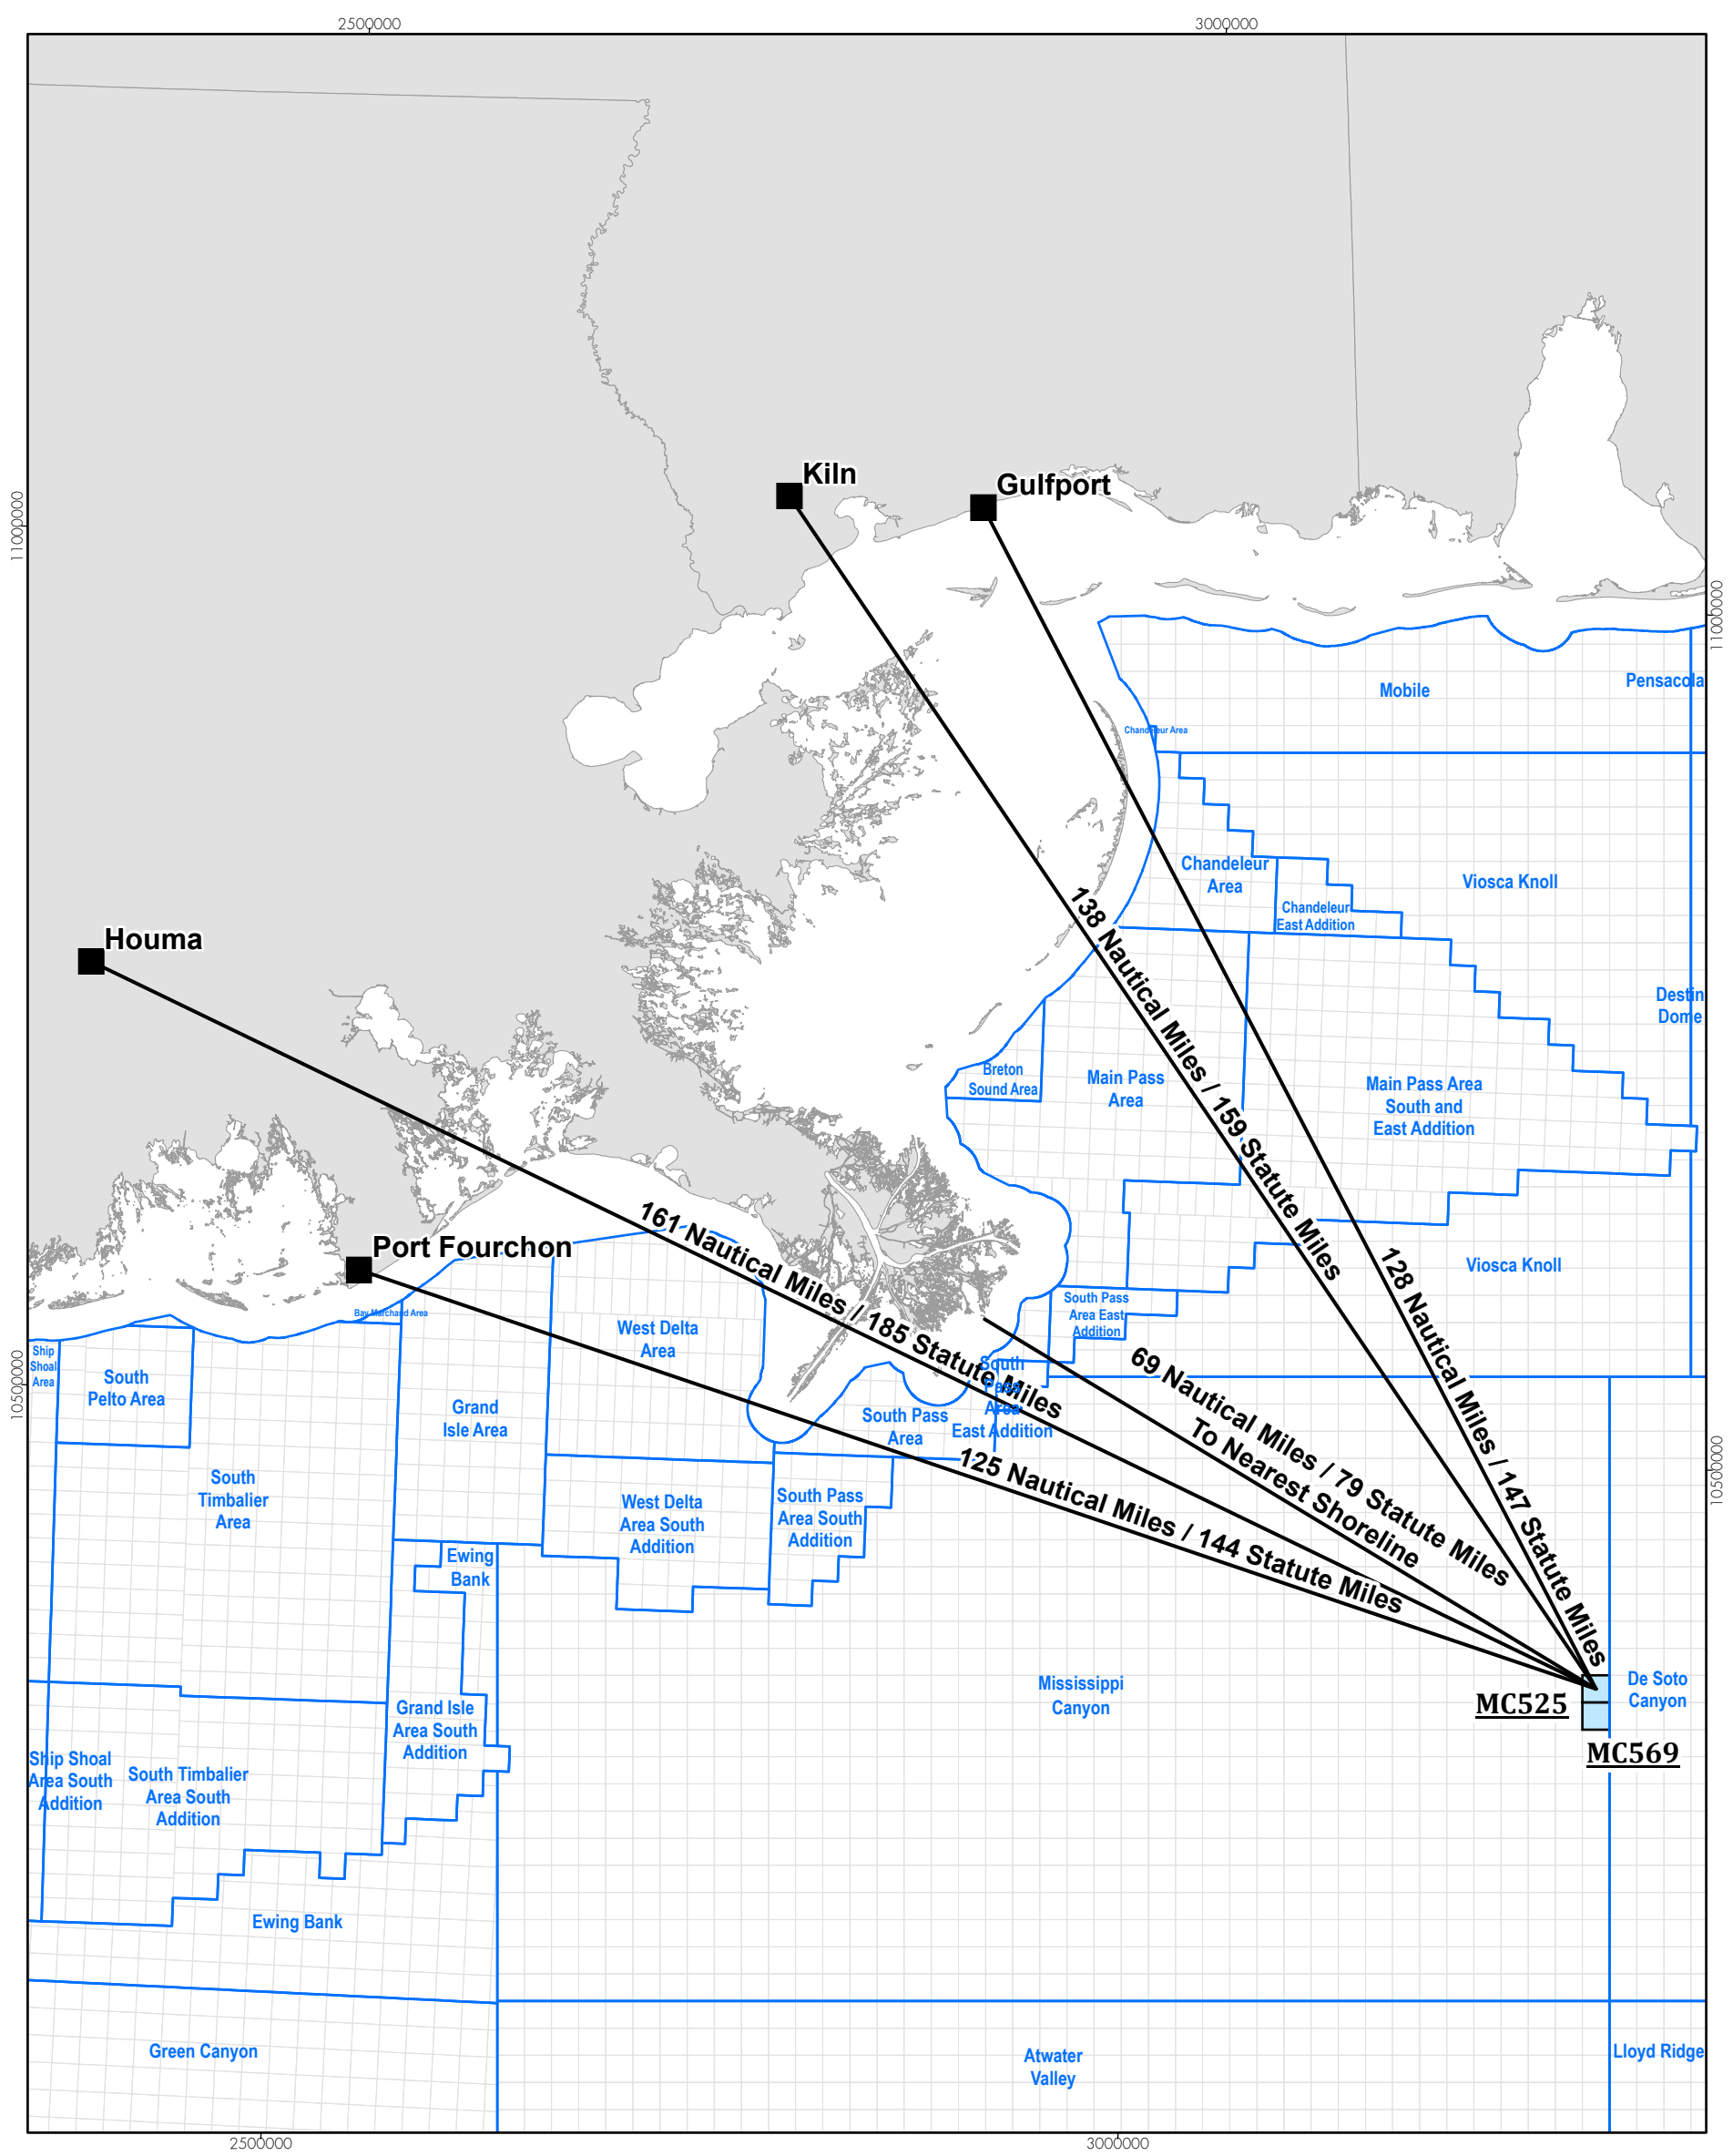 2500000
3000000
Kiln
Gulfport
11000000
11000000
Pensacola
Mobile
Chandeleur Area
Chandeleur
Area
Viosca Knoll
Chandeleur
East Addition
Houma
Destin
Dome
Breton
Sound Area
Main Pass
Area
Main Pass Area
South and
East Addition
138 Nautical Miles / 159 Statute Miles
128 Nautical Miles / 147 Statute Miles
161 Nautical Miles / 185 Statute Miles
Port Fourchon
Viosca Knoll
Bay Marchand Area
South Pass
Area East
Addition
West Delta
Area
Ship
Shoal
Area
South
Pelto Area
10500000
69 Nautical Miles / 79 Statute Miles
To Nearest Shoreline
South
Pass
Area
East Addition
Grand
Isle Area
South Pass
Area
125 Nautical Miles / 144 Statute Miles
10500000
South
Timbalier
Area
West Delta
Area South
Addition
South Pass
Area South
Addition
Ewing
Bank
Mississippi
Canyon
De Soto
Canyon
MC525
MC569
Grand Isle
Area South
Addition
Ship Shoal
Area South
Addition
South Timbalier
Area South
Addition
Ewing Bank
Green Canyon
Atwater
Valley
Lloyd Ridge
2500000
3000000